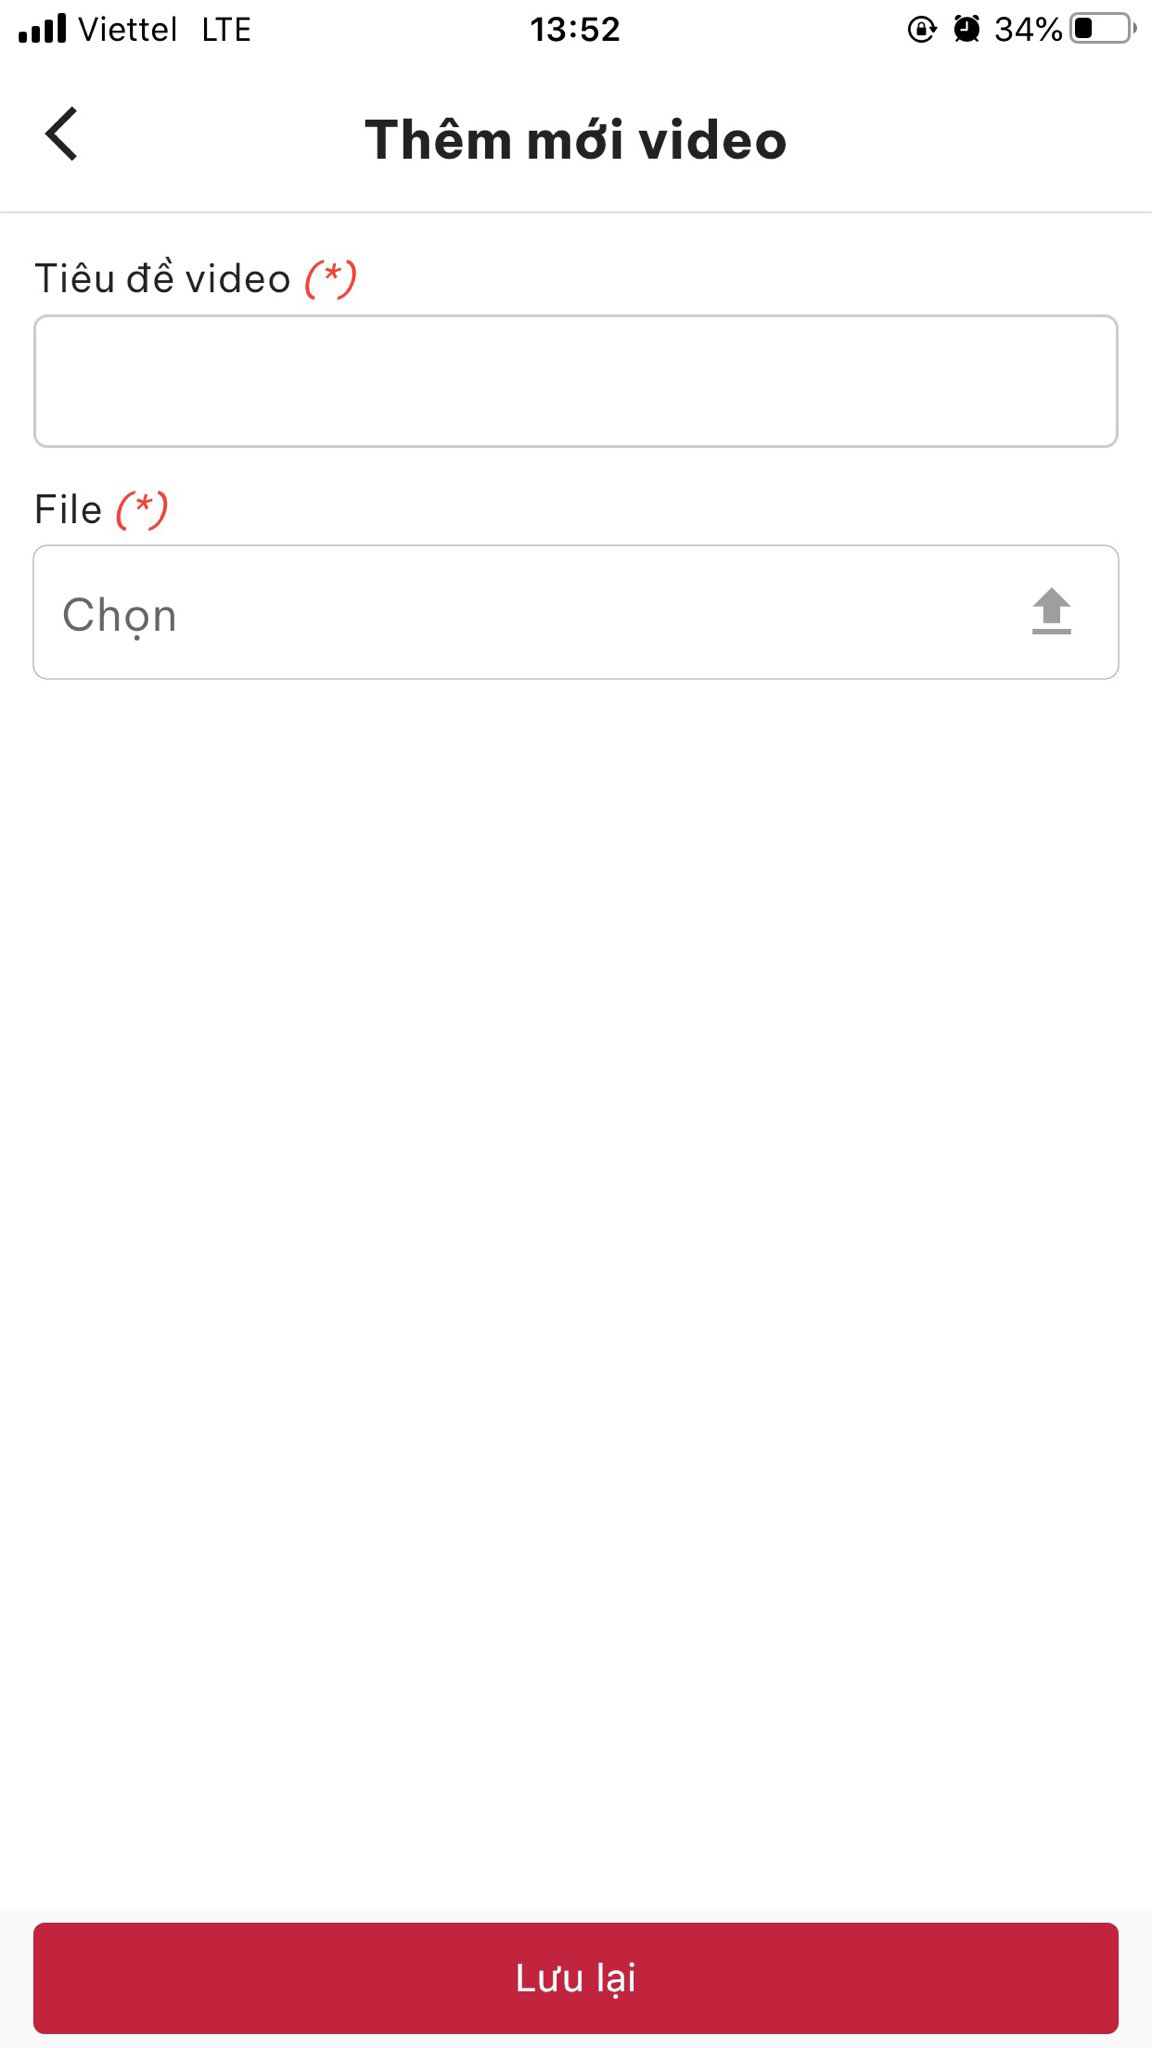 Viettel LTE 13:52 34%
Thêm mới video
Tiêu đề video (*)
File (*)
Chọn
Lưu lại